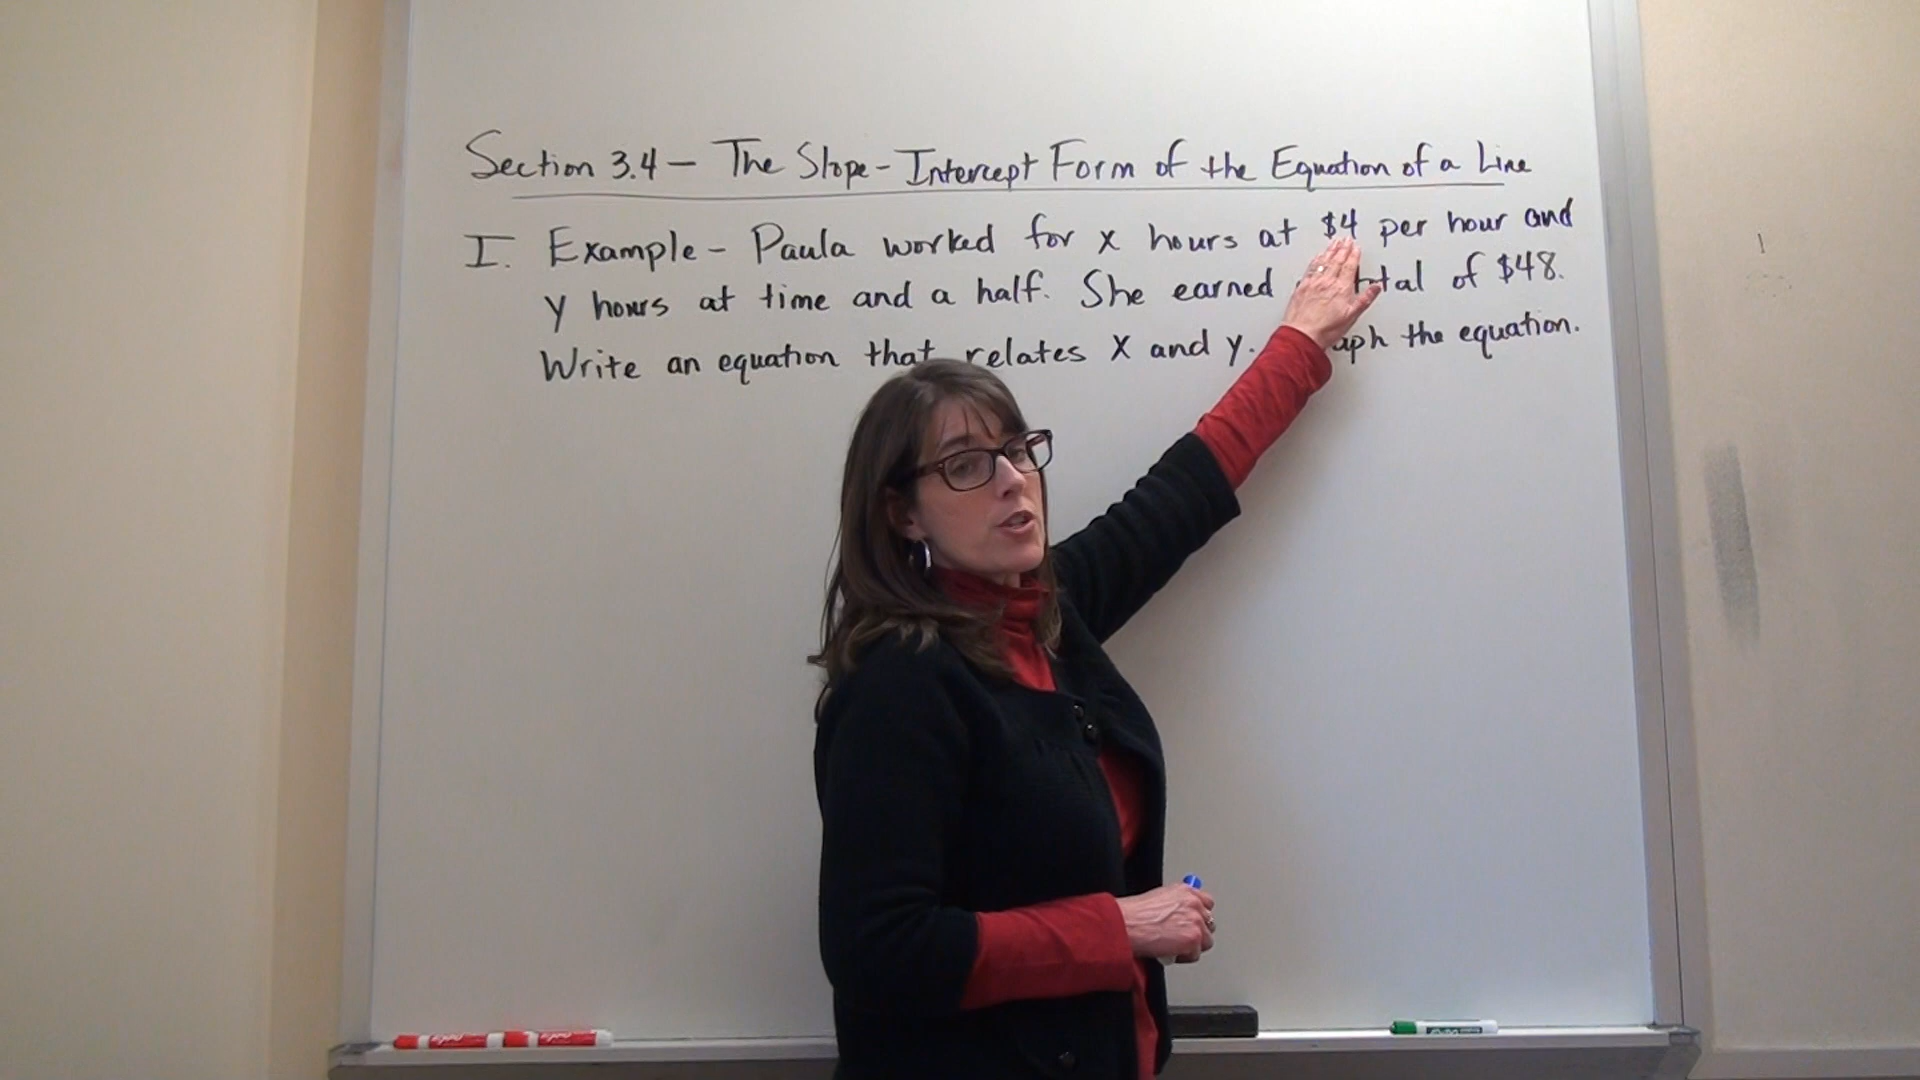 Section 3.4 — The Slope-Intercept Form of the Equation of a Line
I. Example - Paula worked for x hours at $4 per hour and
y hours at time and a half. She earned total of $48.
Write an equation that relates x and y. the equation.